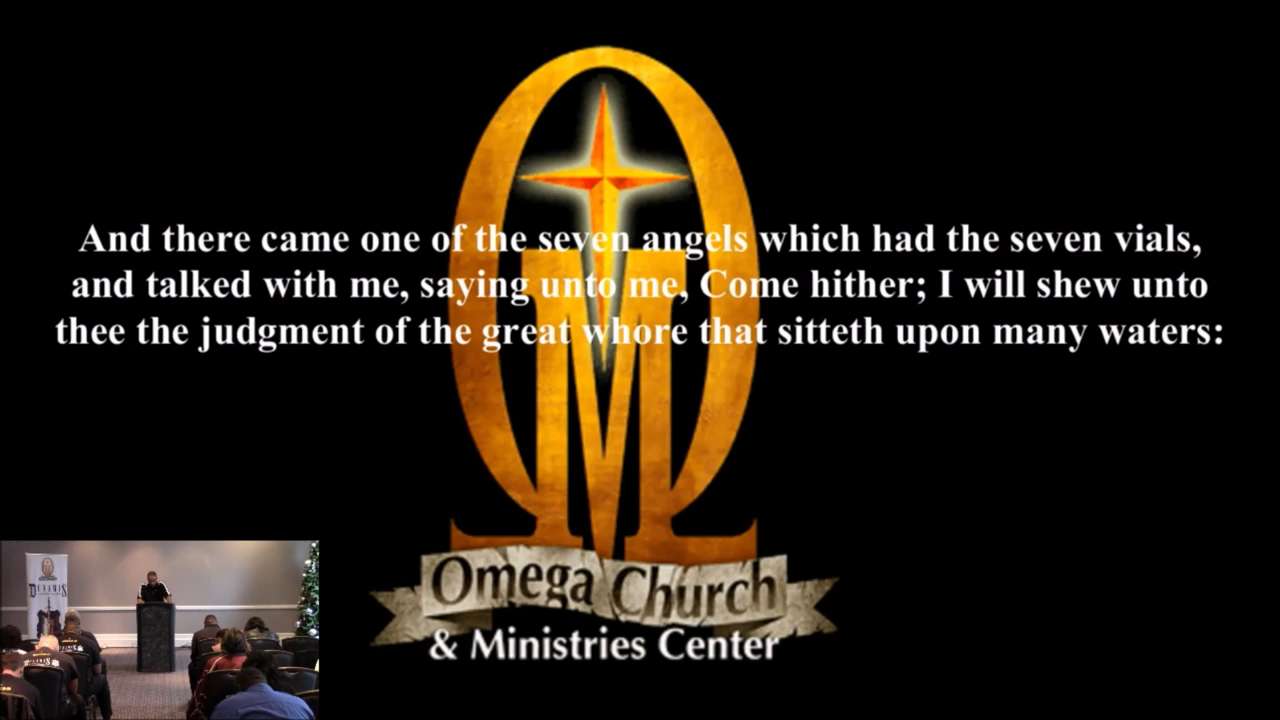 And there came one of the seven angels which had the seven vials,
and talked with me, saying unto me, Come hither; I will shew unto
thee the judgment of the great whore that sitteth upon many waters:
Omega Church
& Ministries Center
DUNAMIS